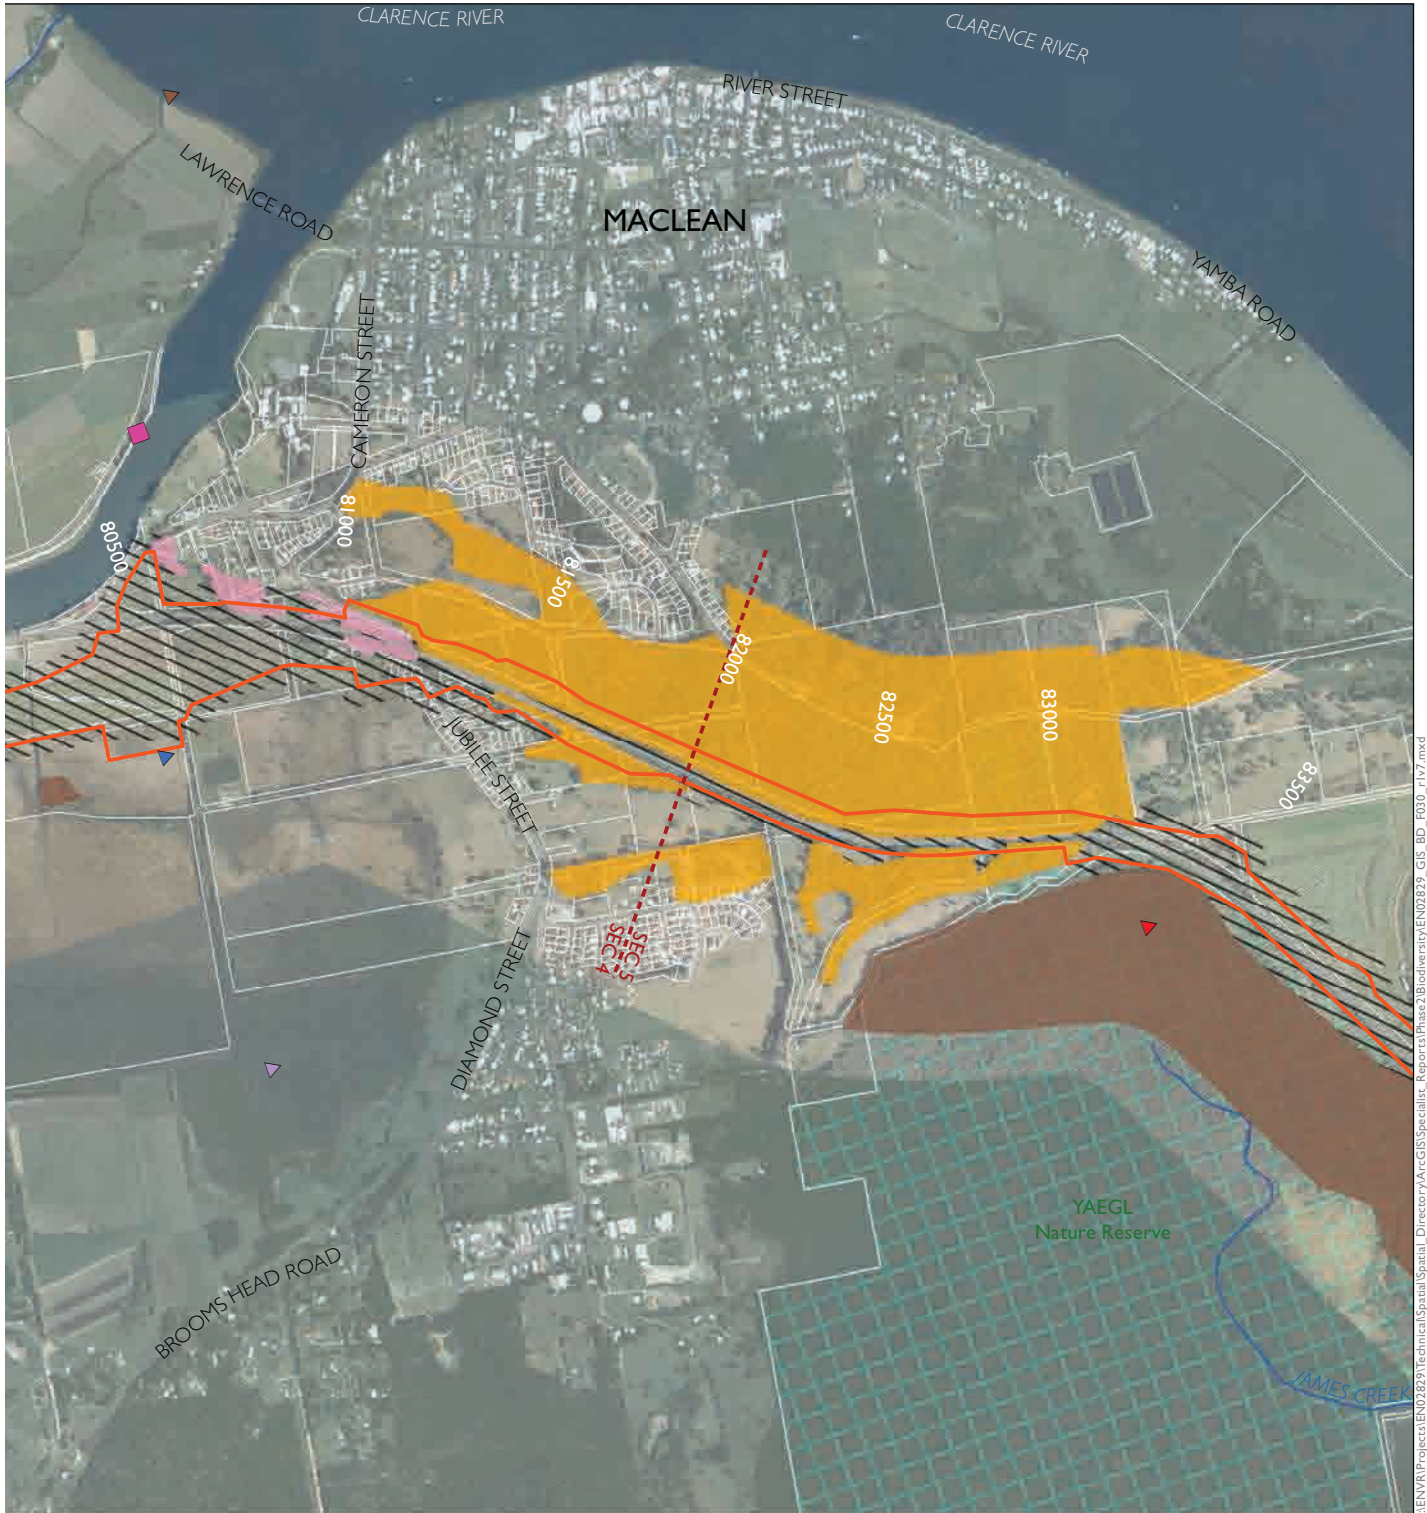 CLARENCE RIVER
CLARENCE RIVER
RIVER STREET
LAWRENCE ROAD
MACLEAN
YAMBA ROAD
CAMERON STREET
81000
80500
81500
82000
82500
83000
83500
JUBILEE STREET
SEC 5
SEC 4
DIAMOND STREET
YAEGL
Nature Reserve
BROOMS HEAD ROAD
JAMES CREEK
:\ENVR\Projects\EN02829\Technical\Spatial\Spatial_Directory\ArcGIS\Specialist_Reports\Phase2\Biodiversity\EN02829_GIS_BD_F030_r1v7.mxd